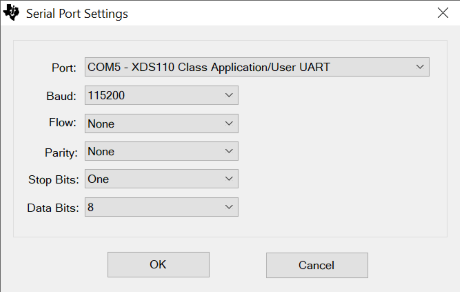 Serial Port Settings
Port: COM5 - XDS110 Class Application/User UART
Baud: 115200
Flow: None
Parity: None
Stop Bits: One
Data Bits: 8
OK Cancel